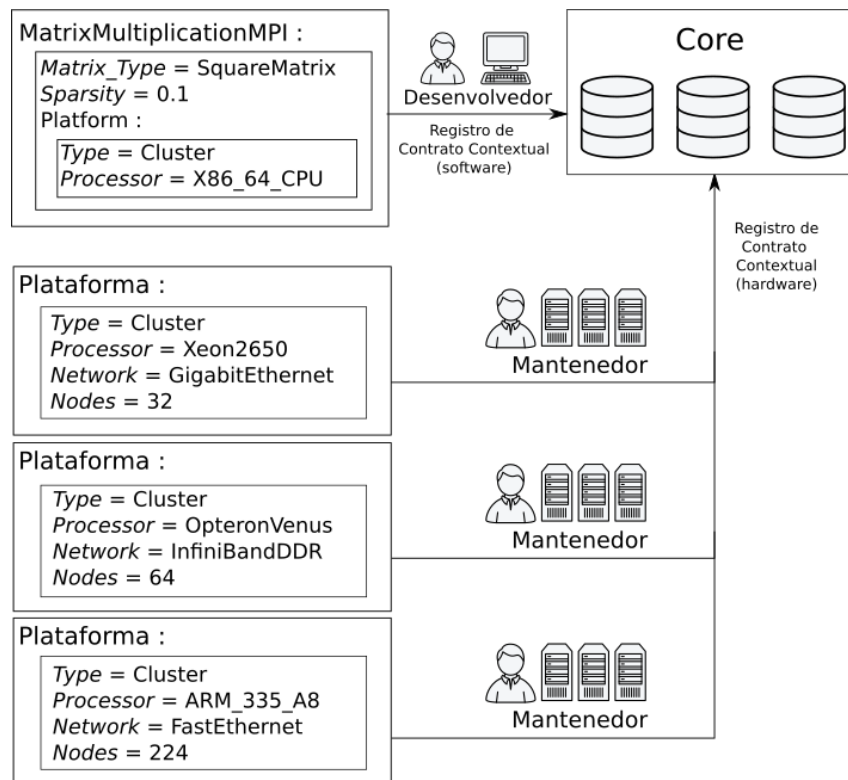 MatrixMultiplicationMPI :
Matrix_Type = SquareMatrix
Sparsity = 0.1
Platform :
Type = Cluster
Processor = X86_64_CPU
Desenvolvedor
Registro de
Contrato Contextual
(software)
Core
Registro de
Contrato
Contextual
(hardware)
Plataforma :
Type = Cluster
Processor = Xeon2650
Network = GigabitEthernet
Nodes = 32
Mantenedor
Plataforma :
Type = Cluster
Processor = OpteronVenus
Network = InfiniBandDDR
Nodes = 64
Mantenedor
Plataforma :
Type = Cluster
Processor = ARM_335_A8
Network = FastEthernet
Nodes = 224
Mantenedor